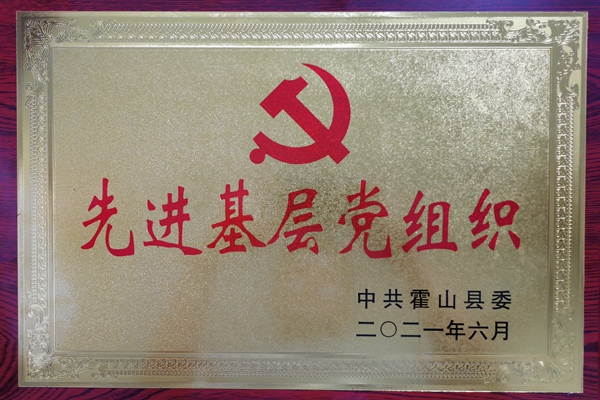 先进基层党组织
中共霍山县委
二〇二一年六月